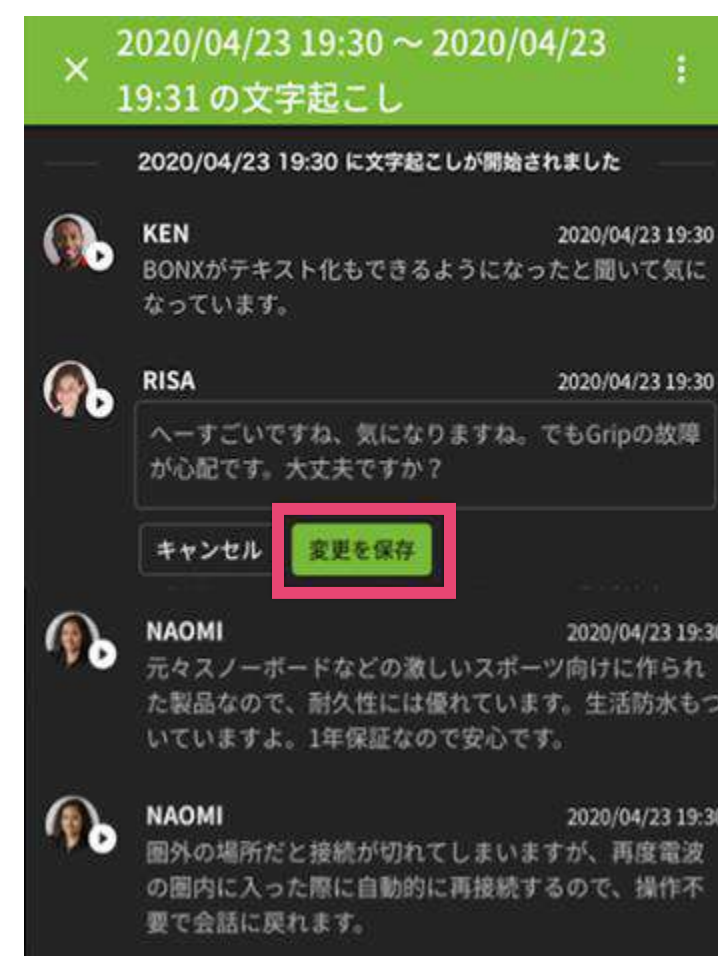 2020/04/23 19:30 ～ 2020/04/23
19:31 の文字起こし
2020/04/23 19:30 に文字起こしが開始されました
KEN 2020/04/23 19:30
BONXがテキスト化もできるようになったと聞いて気に
なっています。
RISA 2020/04/23 19:30
へーすごいですね、気になりますね。でもGripの故障
が心配です。大丈夫ですか？
キャンセル 変更を保存
NAOMI 2020/04/23 19:30
元々スノーボードなどの激しいスポーツ向けに作られ
た製品なので、耐久性には優れています。生活防水もつ
いていますよ。1年保証なので安心です。
NAOMI 2020/04/23 19:30
圏外の場所だと接続が切れてしまいますが、再度電波
の圏内に入った際に自動的に再接続するので、操作不
要で会話に戻れます。